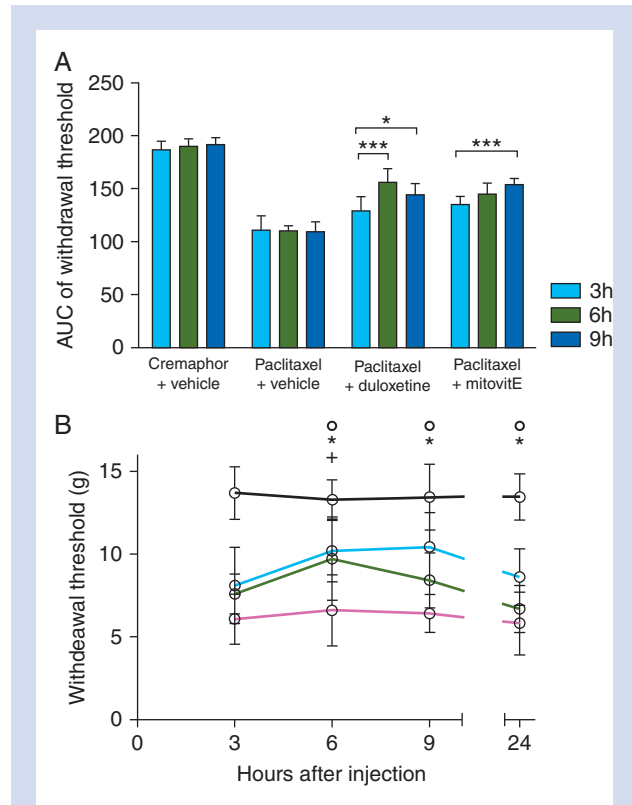 A
250
200
150
100
50
0
AUC of withdrawal threshold
*
***
***
Cremaphor
+ vehicle
Paclitaxel
+ vehicle
Paclitaxel
+ duloxetine
Paclitaxel
+ mitovitE
3h
6h
9h
B
*
+
*
*
15
10
5
0
Withdeawal threshold (g)
0 3 6 9 24
Hours after injection